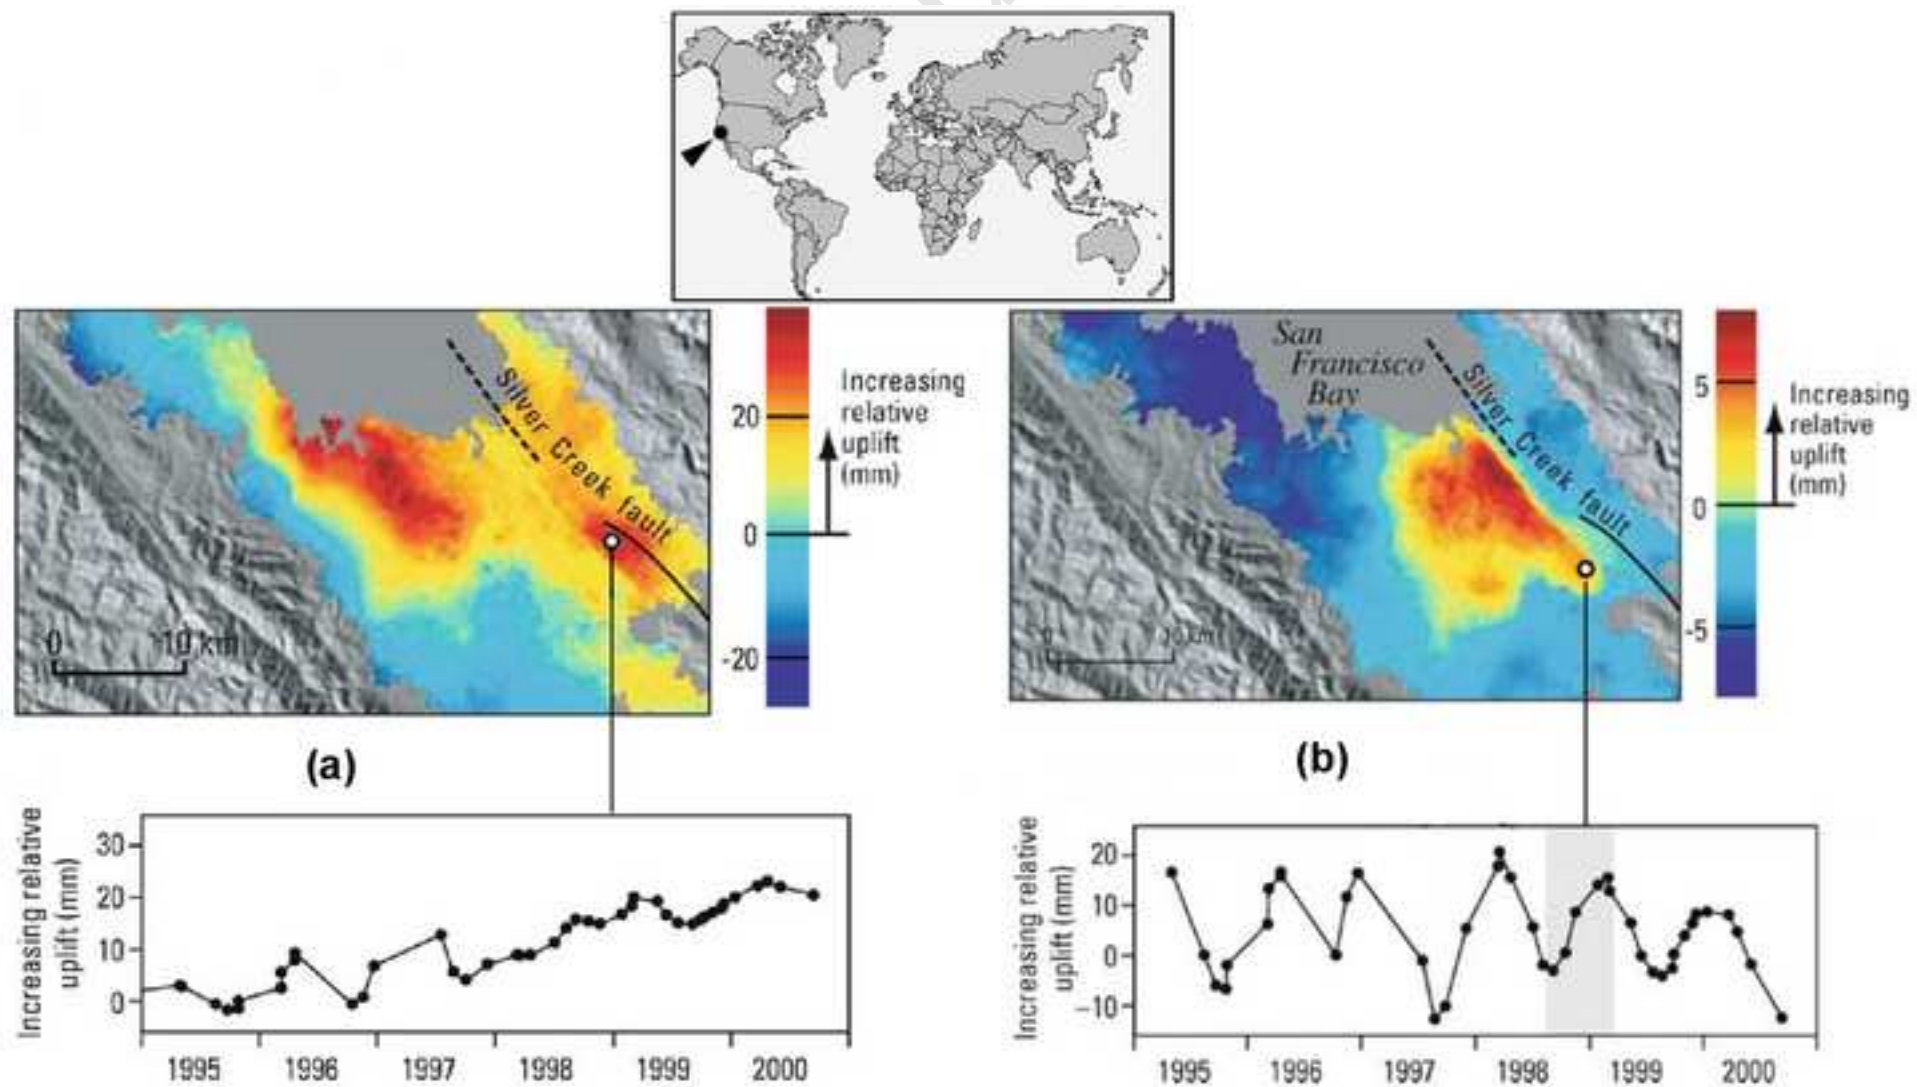 Silver Creek fault
0 10 km
20
0
-20
Increasing
relative
uplift
(mm)
San
Francisco
Bay
Silver Creek fault
0 10 km
5
0
-5
Increasing
relative
uplift
(mm)
(a)
(b)
Increasing relative
uplift (mm)
30
20
10
0
1995 1996 1997 1998 1999 2000
Increasing relative
uplift (mm)
20
10
0
-10
1995 1996 1997 1998 1999 2000